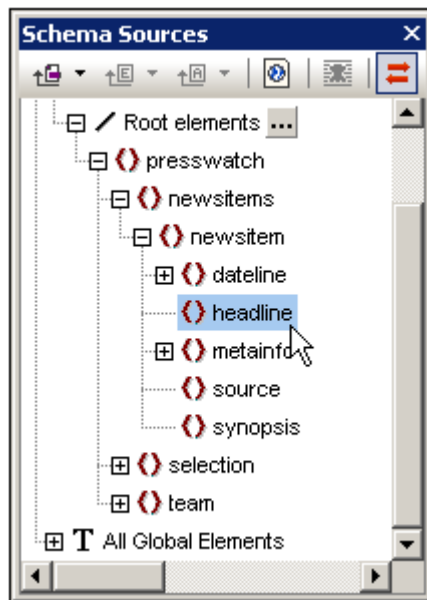 Schema Sources
E A
Root elements ...
presswatch
newsitems
newsitem
dateline
headline
metainfo
source
synopsis
selection
team
T All Global Elements